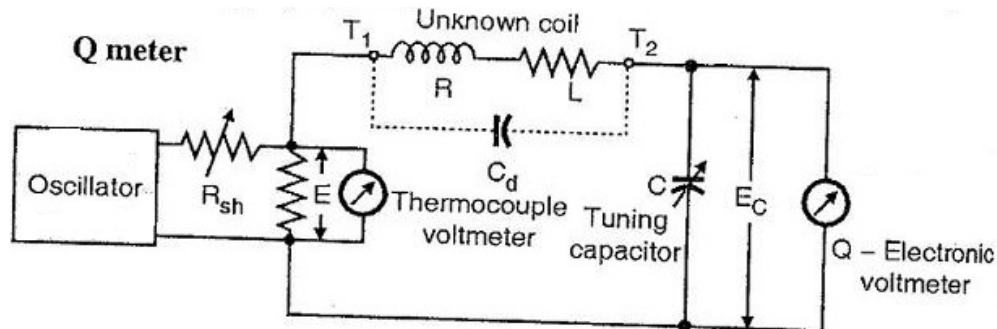 Unknown coil
T1
T2
Q meter
R
L
Oscillator
Rsh
E
Cd
C
EC
Thermocouple
voltmeter
Tuning
capacitor
Q – Electronic
voltmeter